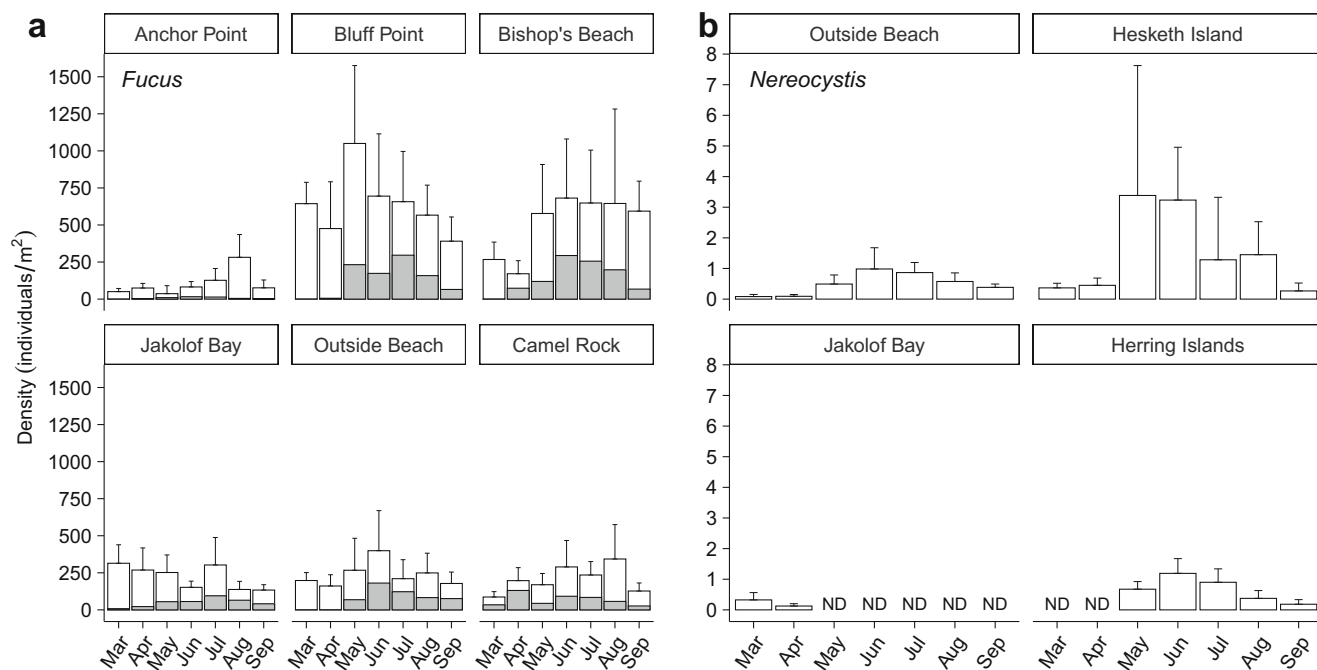 a
Anchor Point Bluff Point Bishop's Beach
Fucus
1500
1250
1000
750
500
250
0
Jakolof Bay Outside Beach Camel Rock
1500
1250
1000
750
500
250
0
Mar Apr May Jun Jul Aug Sep Mar Apr May Jun Jul Aug Sep Mar Apr May Jun Jul Aug Sep
Density (individuals/m²)
b
Outside Beach Hesketh Island
Nereocystis
8
7
6
5
4
3
2
1
0
Jakolof Bay Herring Islands
8
7
6
5
4
3
2
1
0
ND ND ND ND ND ND ND
Mar Apr May Jun Jul Aug Sep Mar Apr May Jun Jul Aug Sep